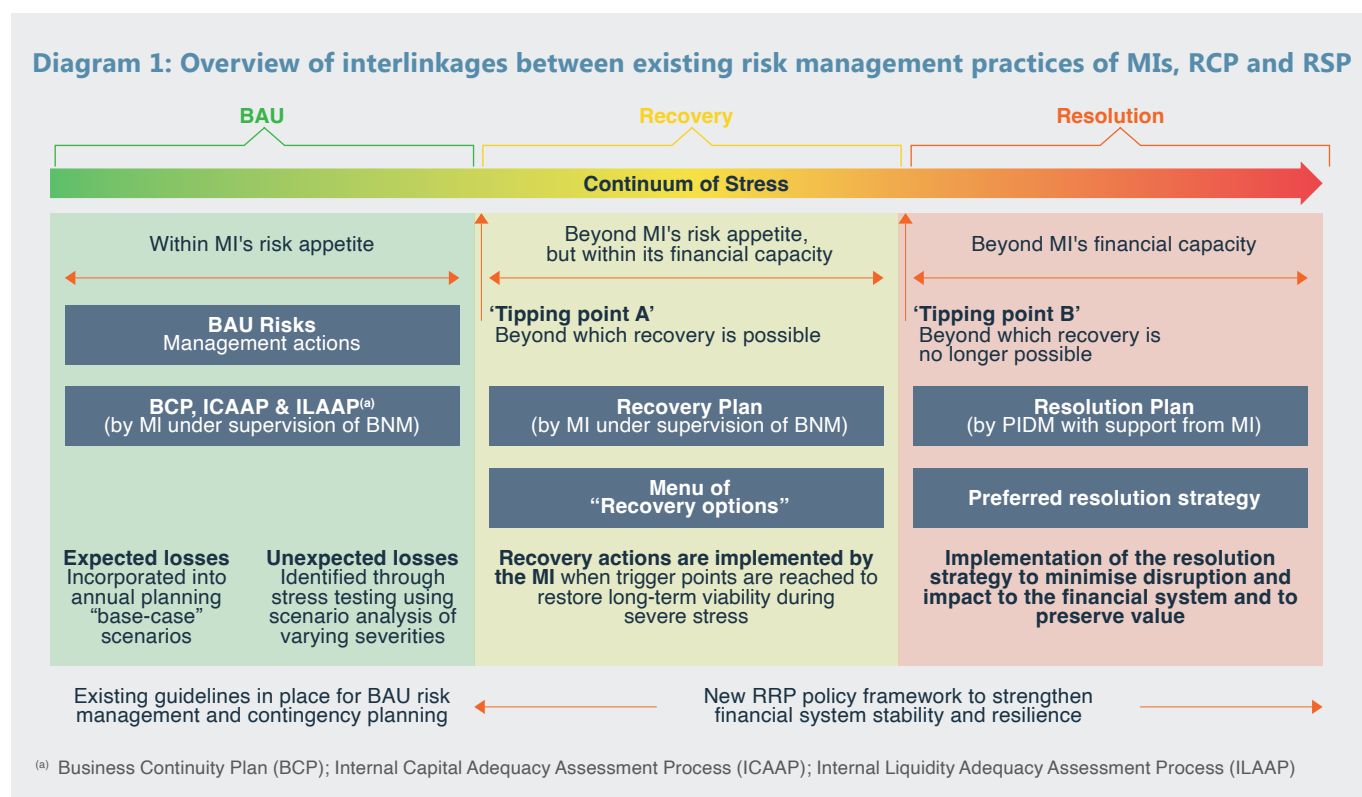 Diagram 1: Overview of interlinkages between existing risk management practices of MIs, RCP and RSP
BAU
Recovery
Resolution
Continuum of Stress
Within MI's risk appetite
Beyond MI's risk appetite,
but within its financial capacity
Beyond MI's financial capacity
BAU Risks
Management actions
‘Tipping point A’
Beyond which recovery is possible
‘Tipping point B’
Beyond which recovery is
no longer possible
BCP, ICAAP & ILAAP(a)
(by MI under supervision of BNM)
Recovery Plan
(by MI under supervision of BNM)
Resolution Plan
(by PIDM with support from MI)
Menu of
“Recovery options”
Preferred resolution strategy
Expected losses
Incorporated into
annual planning
“base-case”
scenarios
Unexpected losses
Identified through
stress testing using
scenario analysis of
varying severities
Recovery actions are implemented by
the MI when trigger points are reached to
restore long-term viability during
severe stress
Implementation of the resolution
strategy to minimise disruption and
impact to the financial system and to
preserve value
Existing guidelines in place for BAU risk
management and contingency planning
New RRP policy framework to strengthen
financial system stability and resilience
(a) Business Continuity Plan (BCP); Internal Capital Adequacy Assessment Process (ICAAP); Internal Liquidity Adequacy Assessment Process (ILAAP)